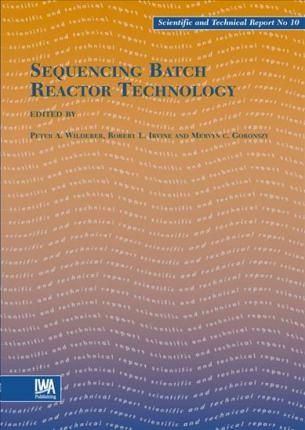 Scientific and Technical Report No 10
SEQUENCING BATCH
REACTOR TECHNOLOGY
EDITED BY
PETER A. WILDERER, ROBERT L. IRVINE AND MERVYN C. GORONSZY
IWA
Publishing